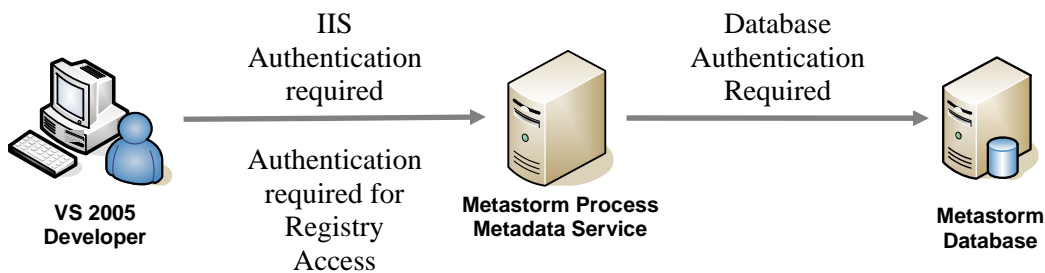 IIS
Authentication
required
Database
Authentication
Required
Authentication
required for
Registry
Access
VS 2005
Developer
Metastorm Process
Metadata Service
Metastorm
Database